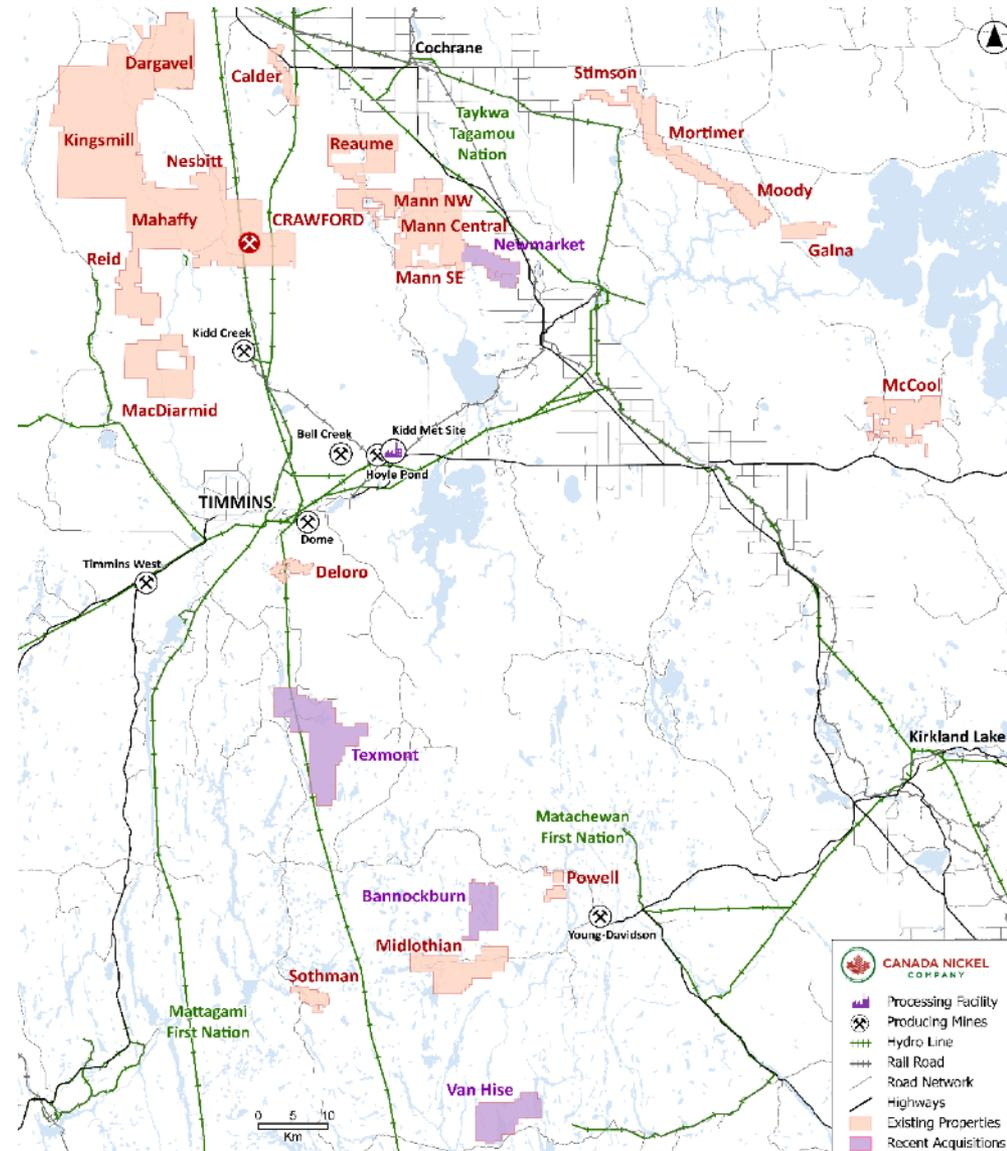 Cochrane
Dargavel
Calder
Stimson
Taykwa
Tagamou
Nation
Mortimer
Kingsmill
Reaume
Nesbitt
Moody
Mann NW
Mahaffy
CRAWFORD
Mann Central
Newmarket
Galna
Reid
Mann SE
Kidd Creek
McCool
MacDiarmid
Bell Creek
Kidd Met Site
Hoyle Pond
TIMMINS
Dome
Timmins West
Deloro
Kirkland Lake
Texmont
Matachewan
First Nation
Powell
Bannockburn
Young-Davidson
Midlothian
Sothman
Mattagami
First Nation
Van Hise
0 5 10
Km
CANADA NICKEL
COMPANY
Processing Facility
Producing Mines
Hydro Line
Rail Road
Road Network
Highways
Existing Properties
Recent Acquisitions